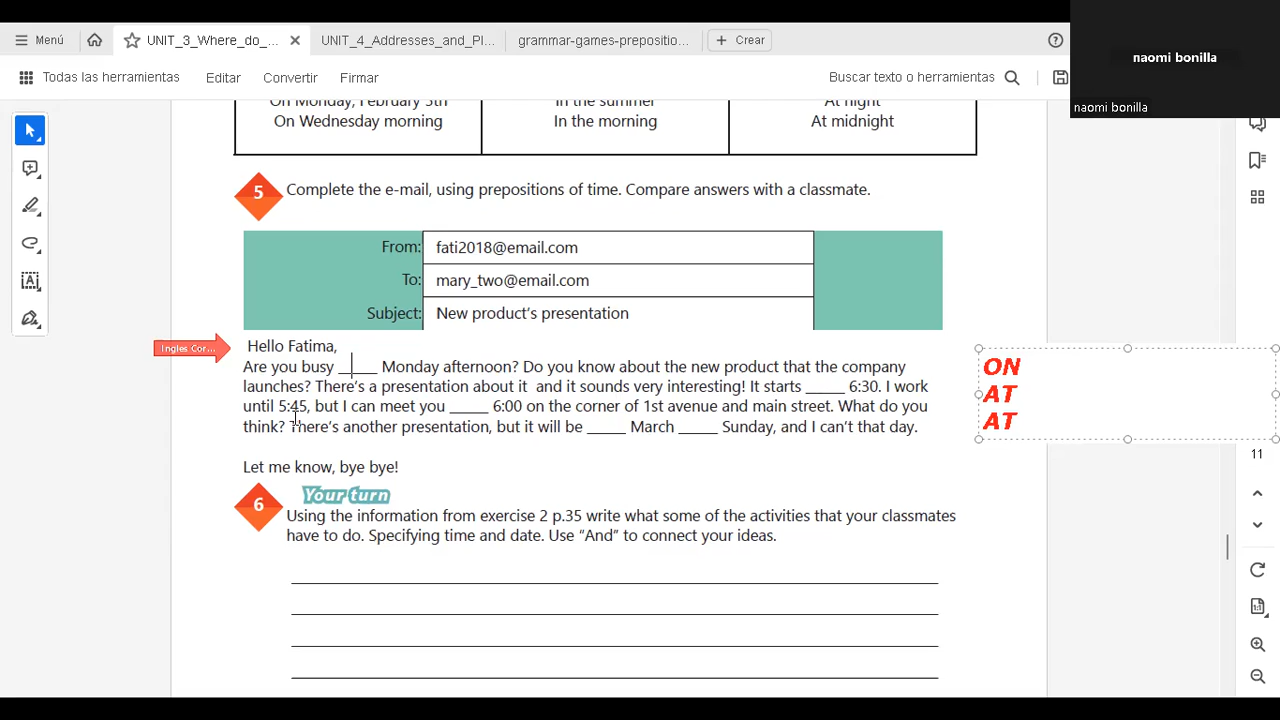 Menú
UNIT_3_Where_do_...
UNIT_4_Addresses_and_Pl...
grammar-games-prepositio...
Crear
naomi bonilla
Todas las herramientas
Editar
Convertir
Firmar
Buscar texto o herramientas
naomi bonilla
On Monday, February 5th
In the summer
At night
On Wednesday morning
In the morning
At midnight
5 Complete the e-mail, using prepositions of time. Compare answers with a classmate.
From: fati2018@email.com
To: mary_two@email.com
Subject: New product's presentation
Ingles Cor...
Hello Fatima,
Are you busy _____ Monday afternoon? Do you know about the new product that the company
launches? There's a presentation about it and it sounds very interesting! It starts _____ 6:30. I work
until 5:45, but I can meet you _____ 6:00 on the corner of 1st avenue and main street. What do you
think? There's another presentation, but it will be _____ March _____ Sunday, and I can't that day.
ON
AT
AT
11
Let me know, bye bye!
6 Your turn
Using the information from exercise 2 p.35 write what some of the activities that your classmates
have to do. Specifying time and date. Use "And" to connect your ideas.